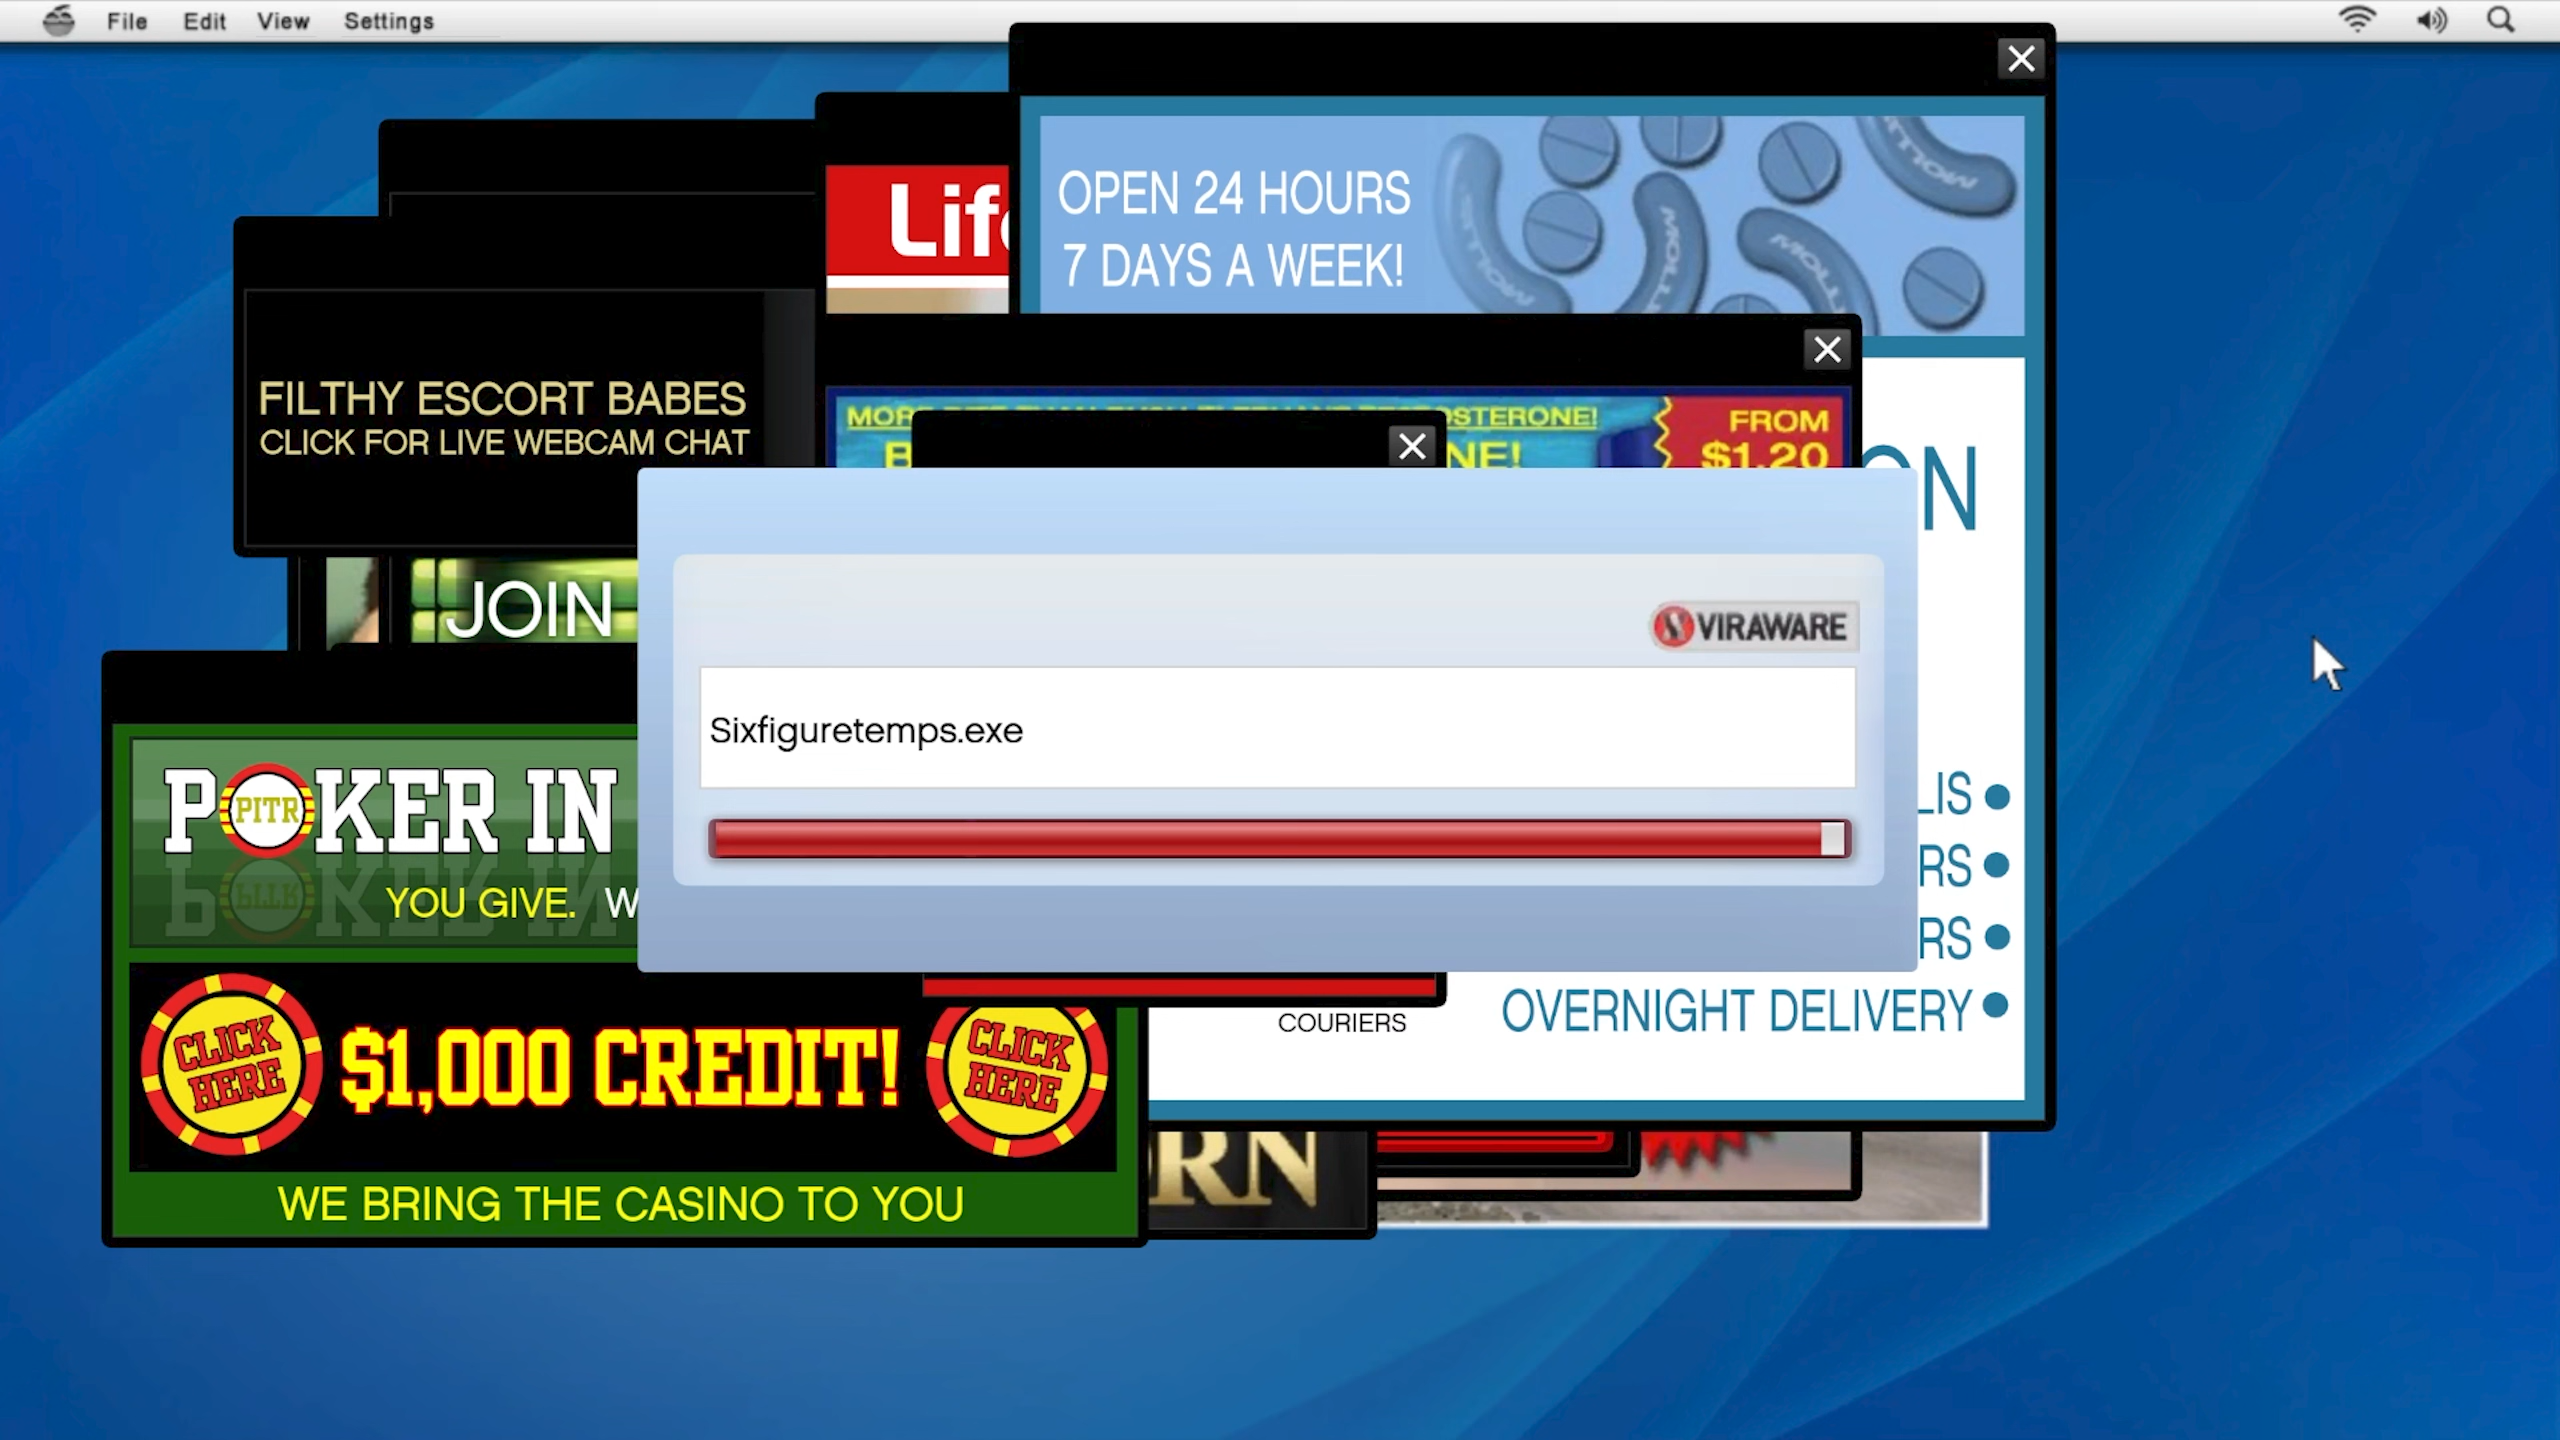 File Edit View Settings
OPEN 24 HOURS
7 DAYS A WEEK!
FILTHY ESCORT BABES
CLICK FOR LIVE WEBCAM CHAT
FROM
$1.20
JOIN
VIRAWARE
Sixfiguretemps.exe
POKER IN
PITR
YOU GIVE.
CLICK HERE
$1,000 CREDIT!
CLICK HERE
WE BRING THE CASINO TO YOU
COURIERS
OVERNIGHT DELIVERY